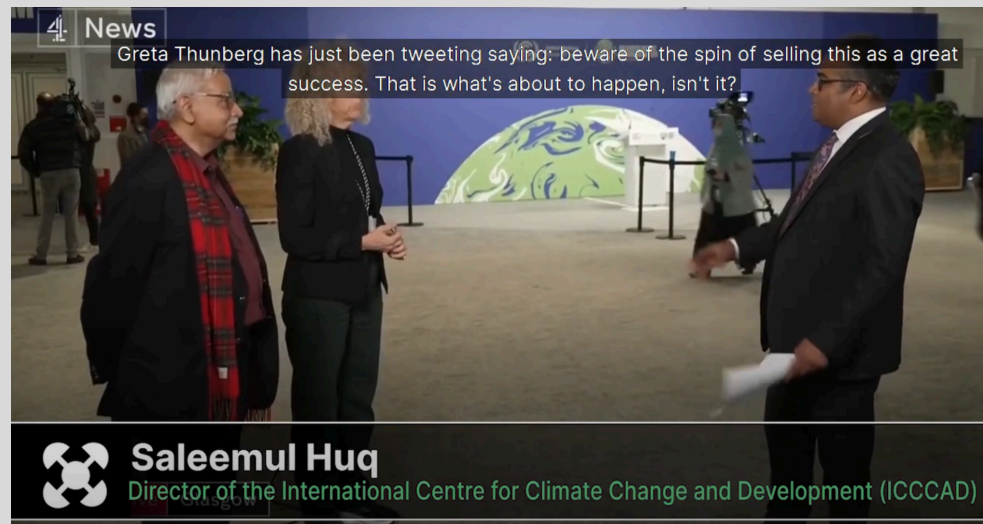 4 News
Greta Thunberg has just been tweeting saying: beware of the spin of selling this as a great
success. That is what's about to happen, isn't it?
Saleemul Huq
Director of the International Centre for Climate Change and Development (ICCCAD)
Glasgow